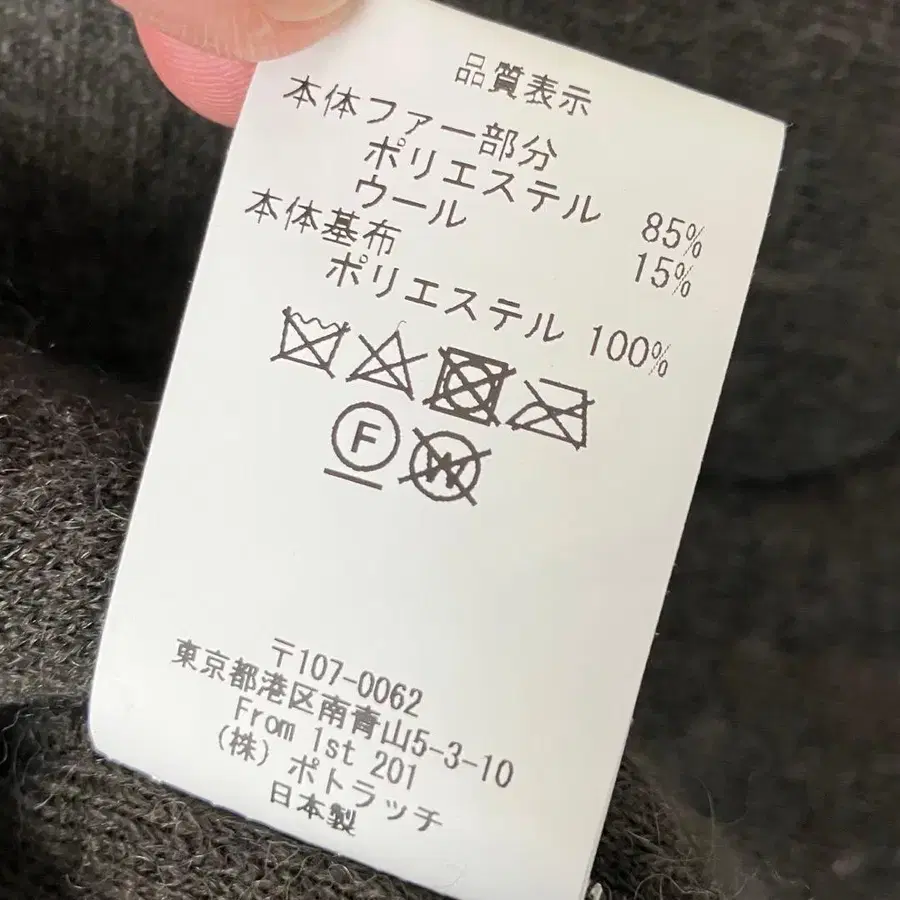 品質表示
本体ファー部分
ポリエステル 85%
ウール 15%
本体基布
ポリエステル 100%
F W
〒107-0062
東京都港区南青山5-3-10
From 1st 201
(株) ポトラッチ
日本製